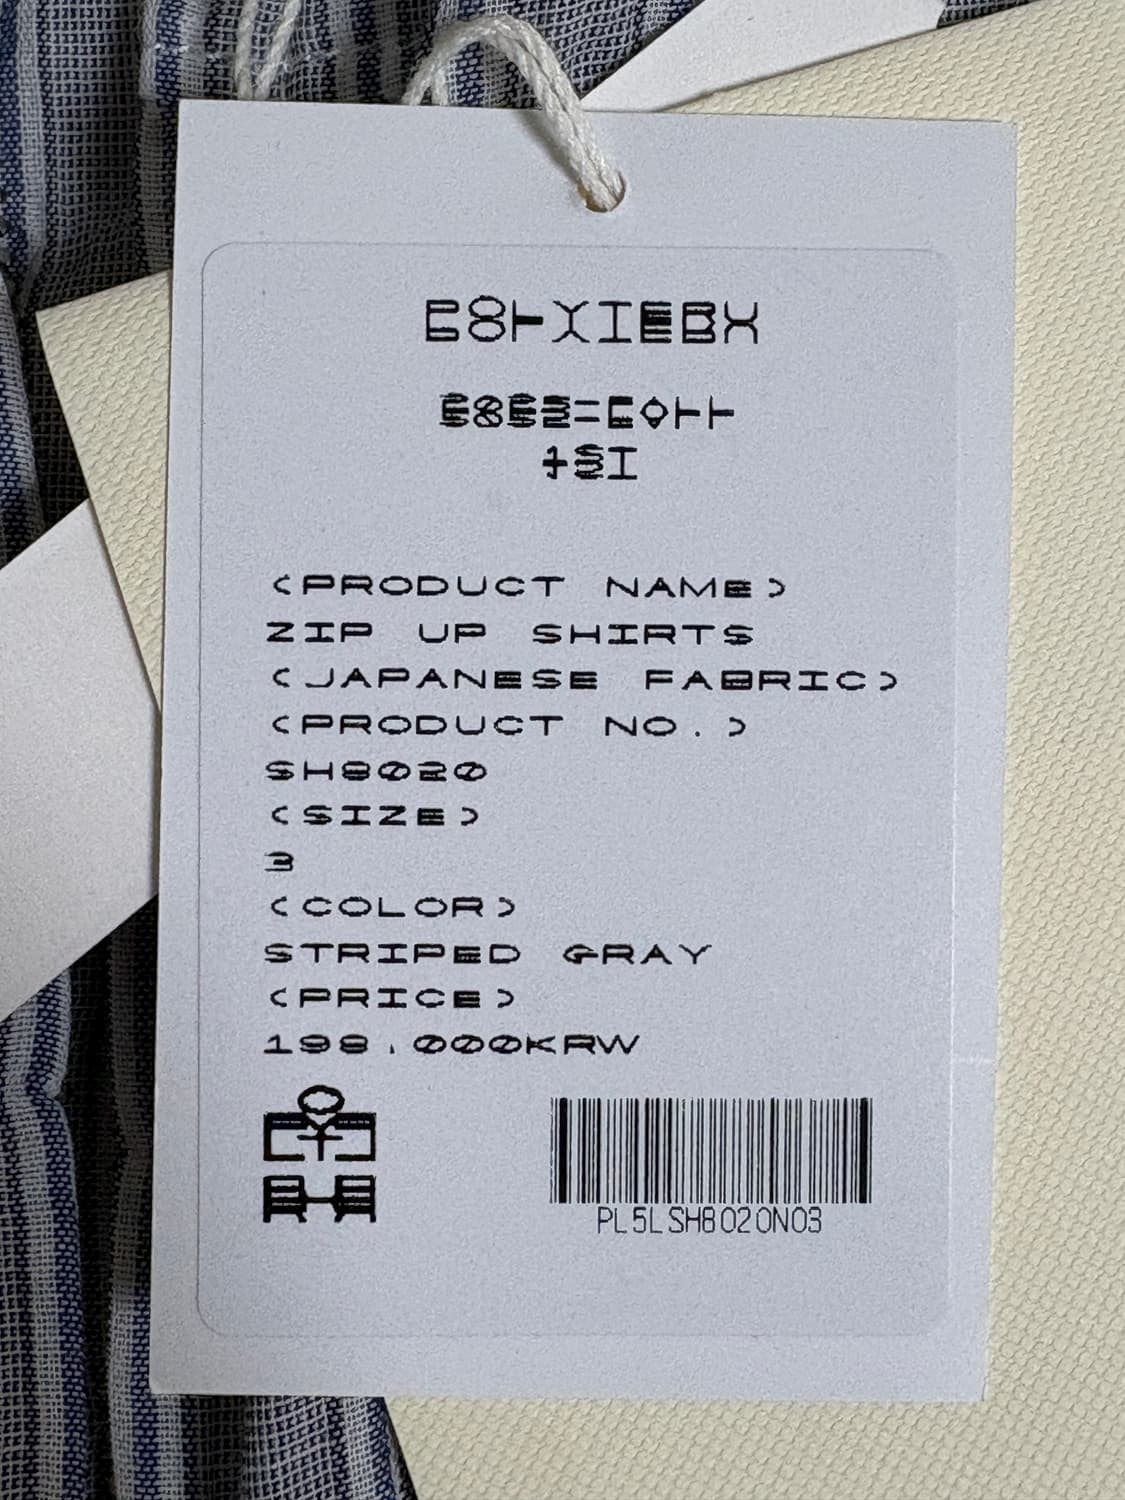 <PRODUCT NAME>
ZIP UP SHIRTS
<JAPANESE FABRIC>
<PRODUCT NO.>
SH8020
<SIZE>
3
<COLOR>
STRIPED GRAY
<PRICE>
198,000KRW
PL5LSH8020N03